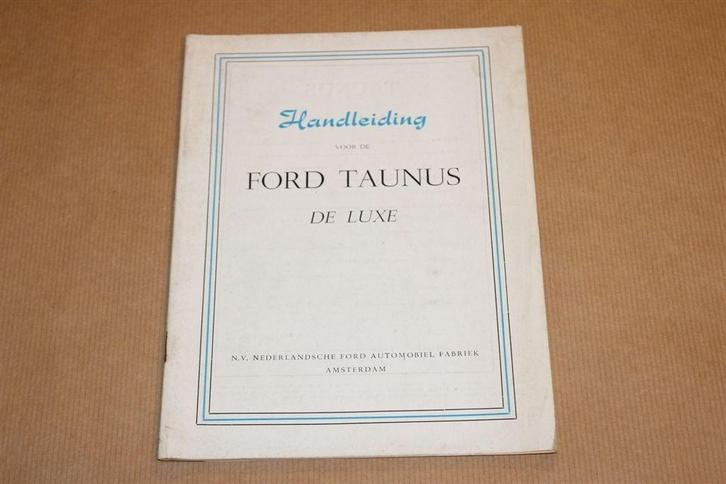 Handleiding
VOOR DE
FORD TAUNUS
DE LUXE
N.V. NEDERLANDSCHE FORD AUTOMOBIEL FABRIEK
AMSTERDAM